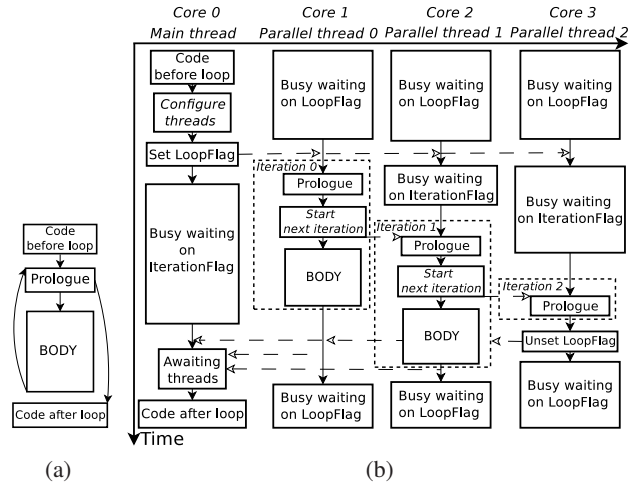 Core 0
Main thread
Core 1
Parallel thread 0
Core 2
Parallel thread 1
Core 3
Parallel thread 2
Code
before loop
Configure
threads
Set LoopFlag
Busy waiting
on
IterationFlag
Awaiting
threads
Code after loop
Busy waiting
on LoopFlag
Iteration 0
Prologue
Start
next iteration
BODY
Busy waiting
on LoopFlag
Busy waiting
on LoopFlag
Busy waiting
on IterationFlag
Iteration 1
Prologue
Start
next iteration
BODY
Busy waiting
on LoopFlag
Busy waiting
on LoopFlag
Busy waiting
on IterationFlag
Iteration 2
Prologue
Unset LoopFlag
Busy waiting
on LoopFlag
Time
Code
before loop
Prologue
BODY
Code after loop
(a)
(b)